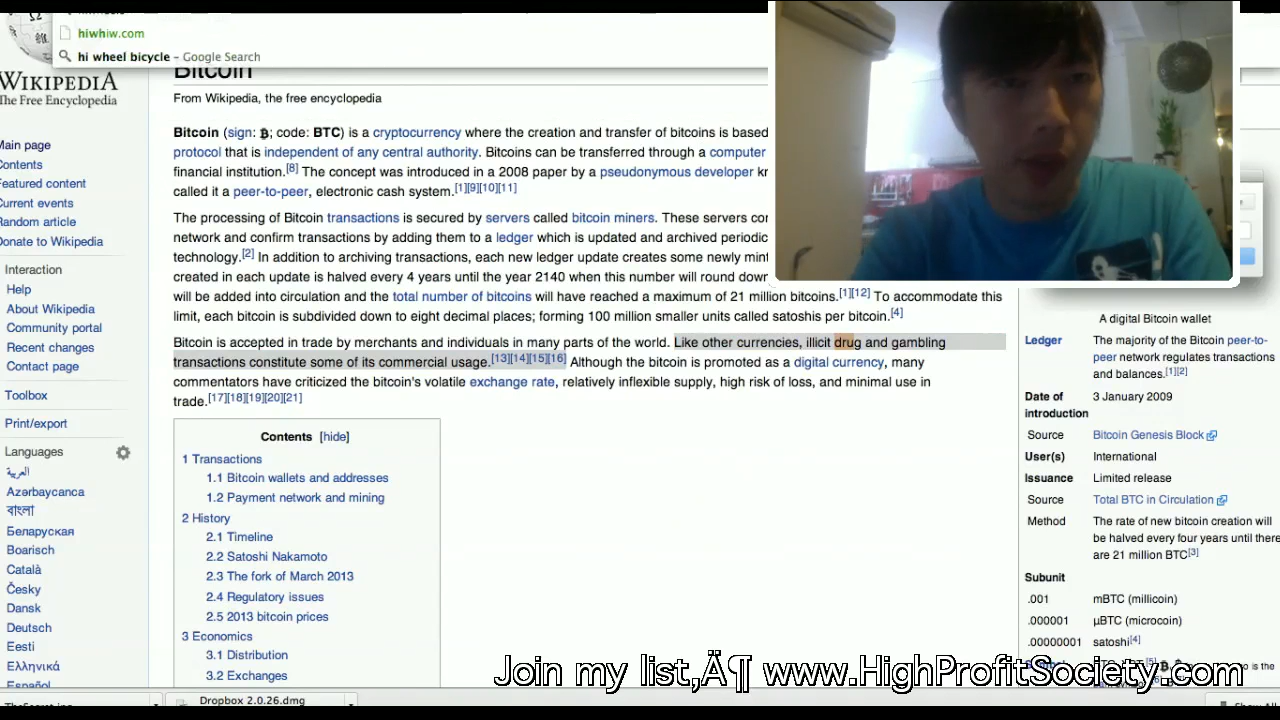 hiwhiw.com
hi wheel bicycle – Google Search
WIKIPEDIA
The Free Encyclopedia
Main page
Contents
Featured content
Current events
Random article
Donate to Wikipedia
Interaction
Help
About Wikipedia
Community portal
Recent changes
Contact page
Toolbox
Print/export
Languages
العربية
Azərbaycanca
বাংলা
Беларуская
Boarisch
Català
Česky
Dansk
Deutsch
Eesti
Ελληνικά
Español
Bitcoin
From Wikipedia, the free encyclopedia
Bitcoin (sign: ฿; code: BTC) is a cryptocurrency where the creation and transfer of bitcoins is based
protocol that is independent of any central authority. Bitcoins can be transferred through a computer
financial institution.[8] The concept was introduced in a 2008 paper by a pseudonymous developer
called it a peer-to-peer, electronic cash system.[1][9][10][11]
The processing of Bitcoin transactions is secured by servers called bitcoin miners. These servers
network and confirm transactions by adding them to a ledger which is updated and archived
technology.[2] In addition to archiving transactions, each new ledger update creates some newly
created in each update is halved every 4 years until the year 2140 when this number will round down
will be added into circulation and the total number of bitcoins will have reached a maximum of 21 million bitcoins.[1][12] To accommodate this
limit, each bitcoin is subdivided down to eight decimal places; forming 100 million smaller units called satoshis per bitcoin.[4]
Bitcoin is accepted in trade by merchants and individuals in many parts of the world. Like other currencies, illicit drug and gambling
transactions constitute some of its commercial usage.[13][14][15][16] Although the bitcoin is promoted as a digital currency, many
commentators have criticized the bitcoin's volatile exchange rate, relatively inflexible supply, high risk of loss, and minimal use in
trade.[17][18][19][20][21]
Contents [hide]
1 Transactions
1.1 Bitcoin wallets and addresses
1.2 Payment network and mining
2 History
2.1 Timeline
2.2 Satoshi Nakamoto
2.3 The fork of March 2013
2.4 Regulatory issues
2.5 2013 bitcoin prices
3 Economics
3.1 Distribution
3.2 Exchanges
A digital Bitcoin wallet
Ledger The majority of the Bitcoin peer-to-
peer network regulates transactions
and balances.[1][2]
Date of 3 January 2009
introduction
Source Bitcoin Genesis Block
User(s) International
Issuance Limited release
Source Total BTC in Circulation
Method The rate of new bitcoin creation will
be halved every four years until there
are 21 million BTC[3]
Subunit
.001 mBTC (millicoin)
.000001 μBTC (microcoin)
.00000001 satoshi[4]
Join my list‚Ä¶ www.HighProfitSociety.com
Dropbox 2.0.26.dmg